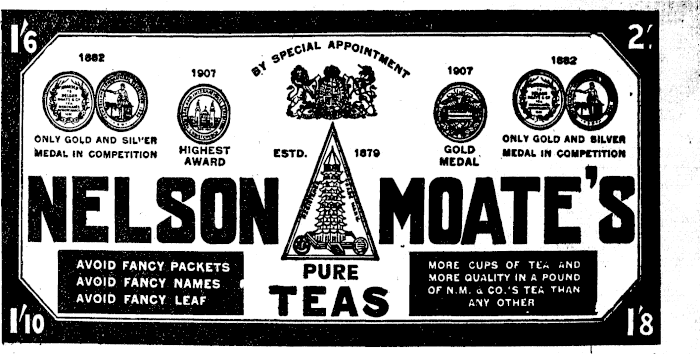 1/6
2/-
BY SPECIAL APPOINTMENT
1882
1907
1907
1882
ONLY GOLD AND SILVER
MEDAL IN COMPETITION
HIGHEST
AWARD
ESTD. 1879
GOLD
MEDAL
ONLY GOLD AND SILVER
MEDAL IN COMPETITION
NELSON MOATE'S
AVOID FANCY PACKETS
AVOID FANCY NAMES
AVOID FANCY LEAF
PURE
TEAS
MORE CUPS OF TEA AND
MORE QUALITY IN A POUND
OF N.M. & CO.'S TEA THAN
ANY OTHER
1/10
1/8